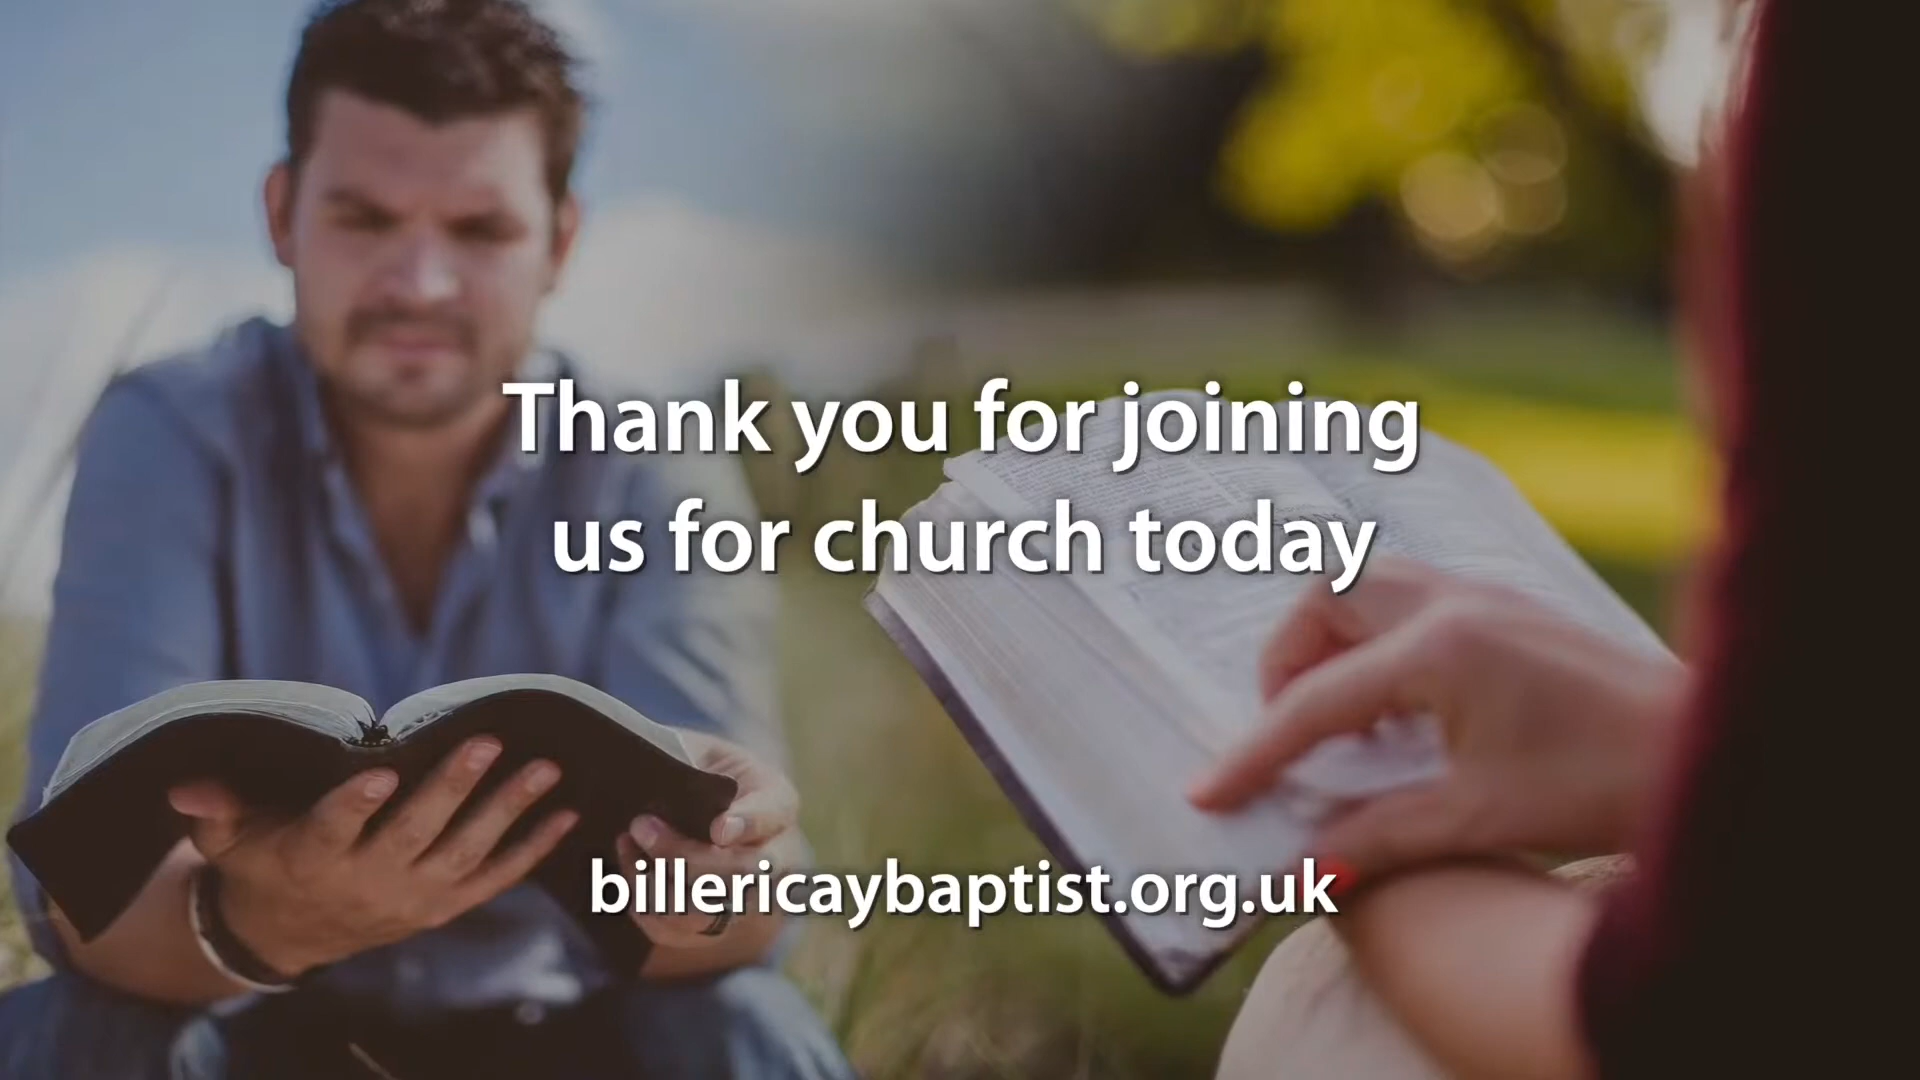 Thank you for joining
us for church today
billericaybaptist.org.uk